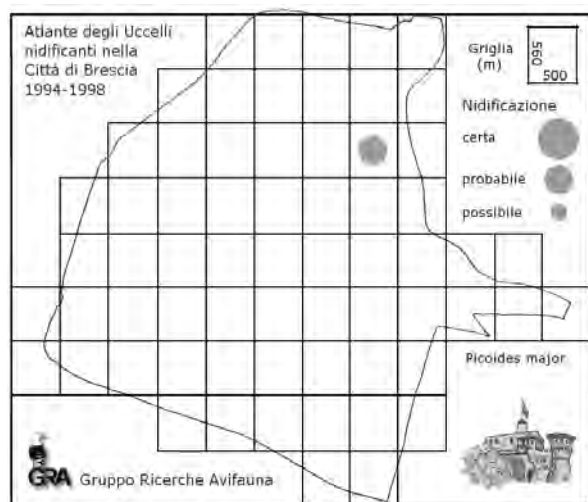 Atlante degli Uccelli
nidificanti nella
Città di Brescia
1994-1998
Griglia
(m)
560
500
Nidificazione
certa
probabile
possibile
Picoides major
GRA Gruppo Ricerche Avifauna